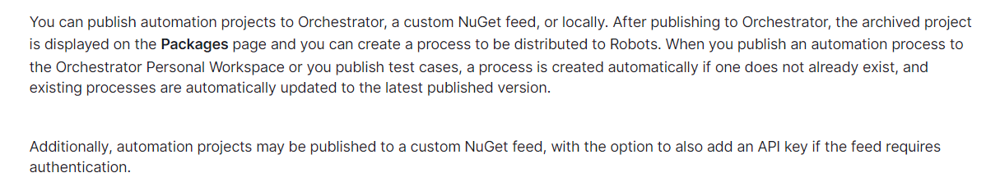 You can publish automation projects to Orchestrator, a custom NuGet feed, or locally. After publishing to Orchestrator, the archived project
is displayed on the Packages page and you can create a process to be distributed to Robots. When you publish an automation process to
the Orchestrator Personal Workspace or you publish test cases, a process is created automatically if one does not already exist, and
existing processes are automatically updated to the latest published version.
Additionally, automation projects may be published to a custom NuGet feed, with the option to also add an API key if the feed requires
authentication.